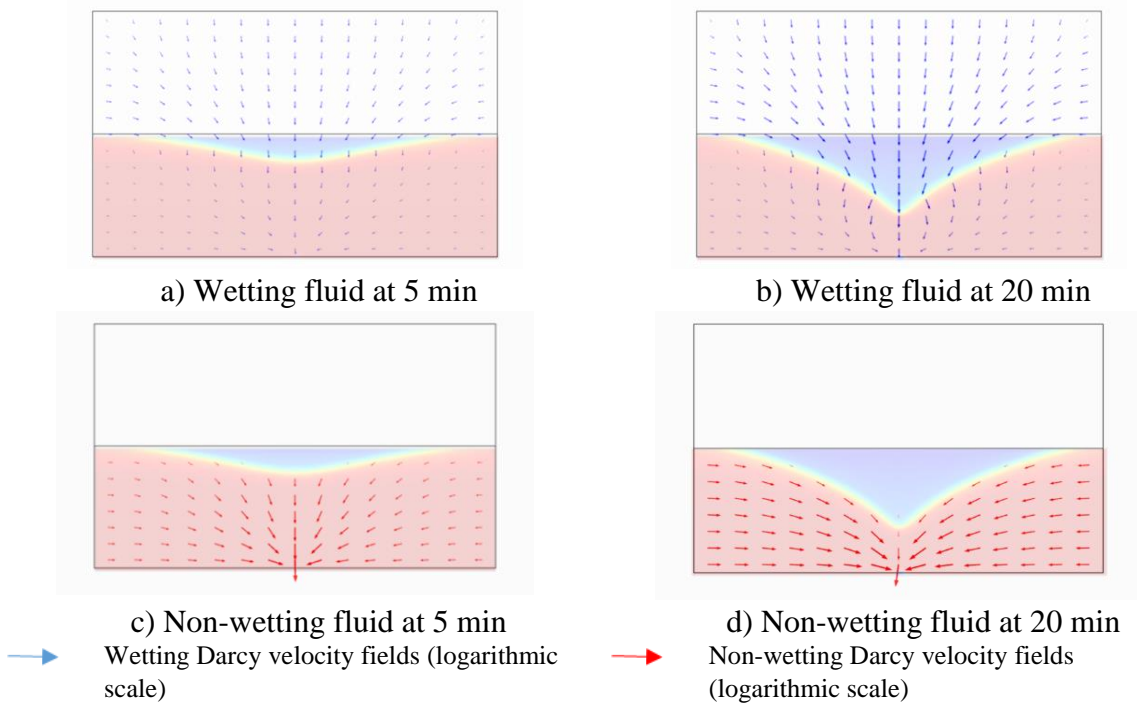 a) Wetting fluid at 5 min
b) Wetting fluid at 20 min
c) Non-wetting fluid at 5 min
d) Non-wetting fluid at 20 min
Wetting Darcy velocity fields (logarithmic
scale)
Non-wetting Darcy velocity fields
(logarithmic scale)